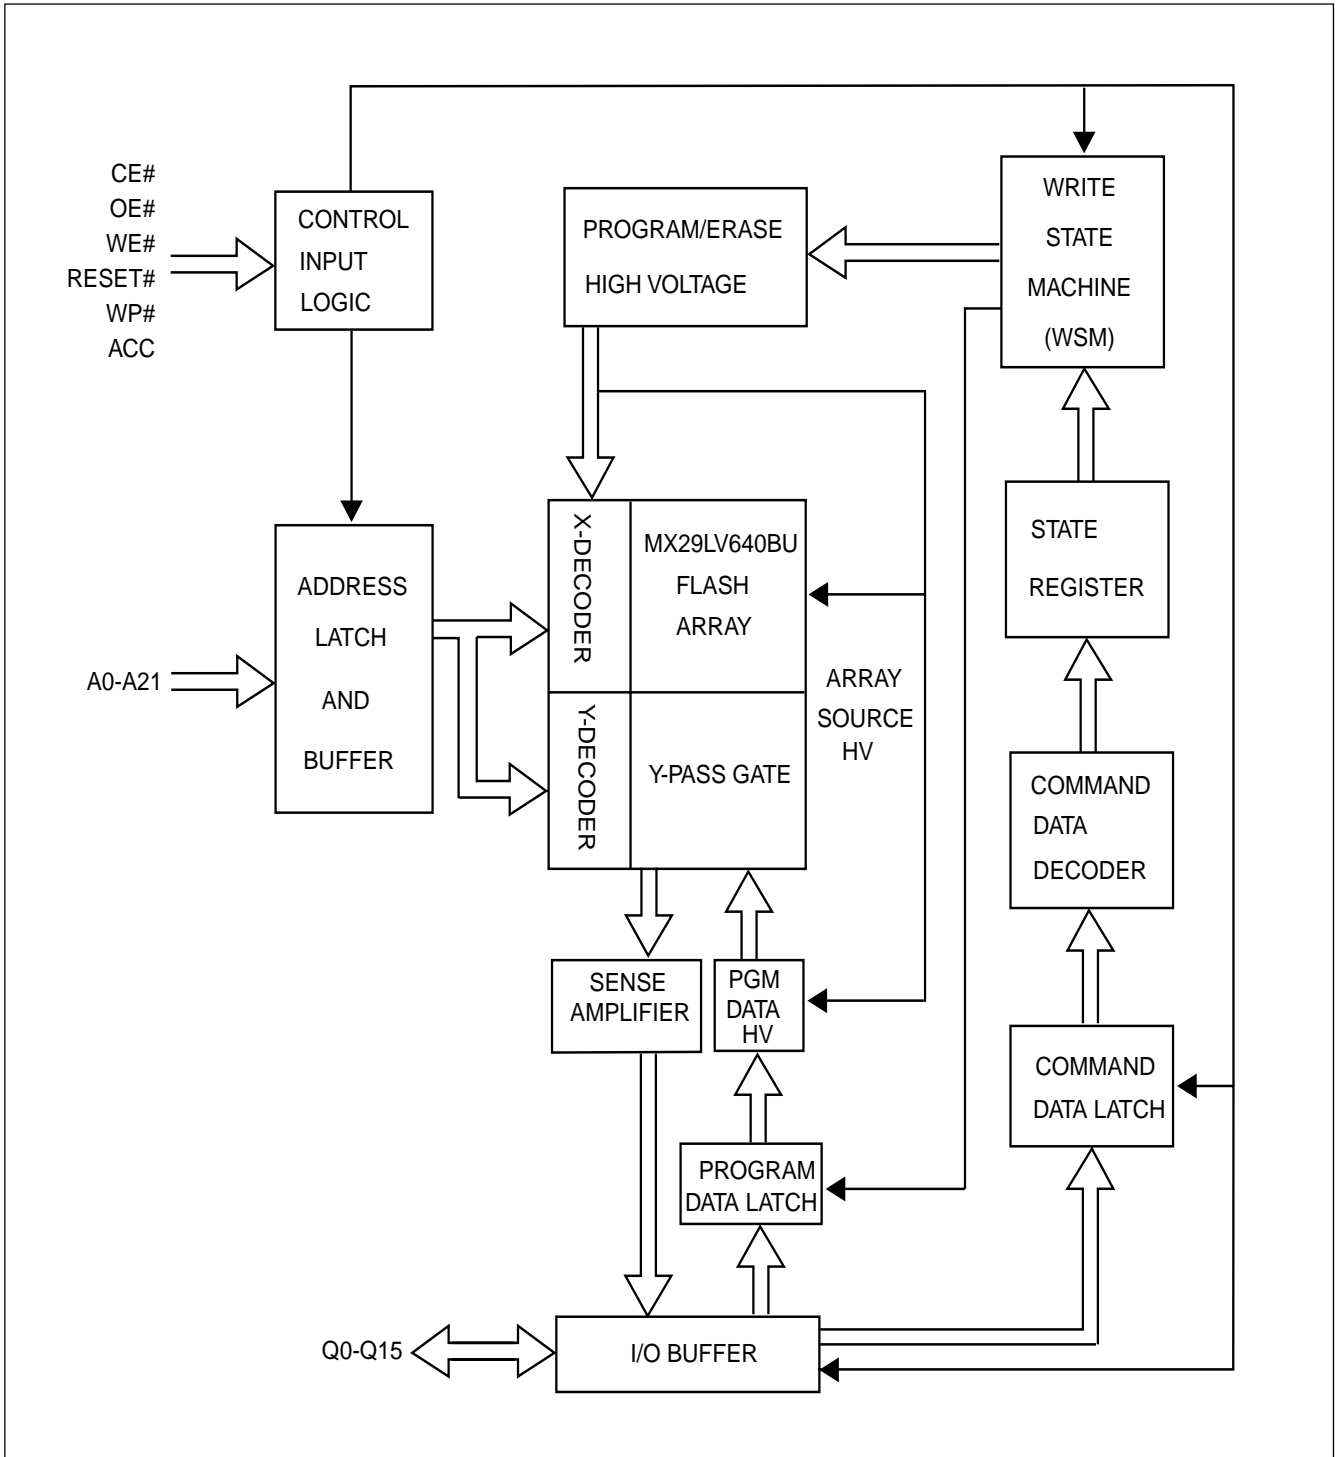 CE#
OE#
WE#
RESET#
WP#
ACC
CONTROL
INPUT
LOGIC
PROGRAM/ERASE
HIGH VOLTAGE
WRITE
STATE
MACHINE
(WSM)
STATE
REGISTER
ADDRESS
LATCH
AND
BUFFER
A0-A21
X-DECODER
MX29LV640BU
FLASH
ARRAY
Y-DECODER
Y-PASS GATE
ARRAY
SOURCE
HV
COMMAND
DATA
DECODER
SENSE
AMPLIFIER
PGM
DATA
HV
COMMAND
DATA LATCH
PROGRAM
DATA LATCH
Q0-Q15
I/O BUFFER